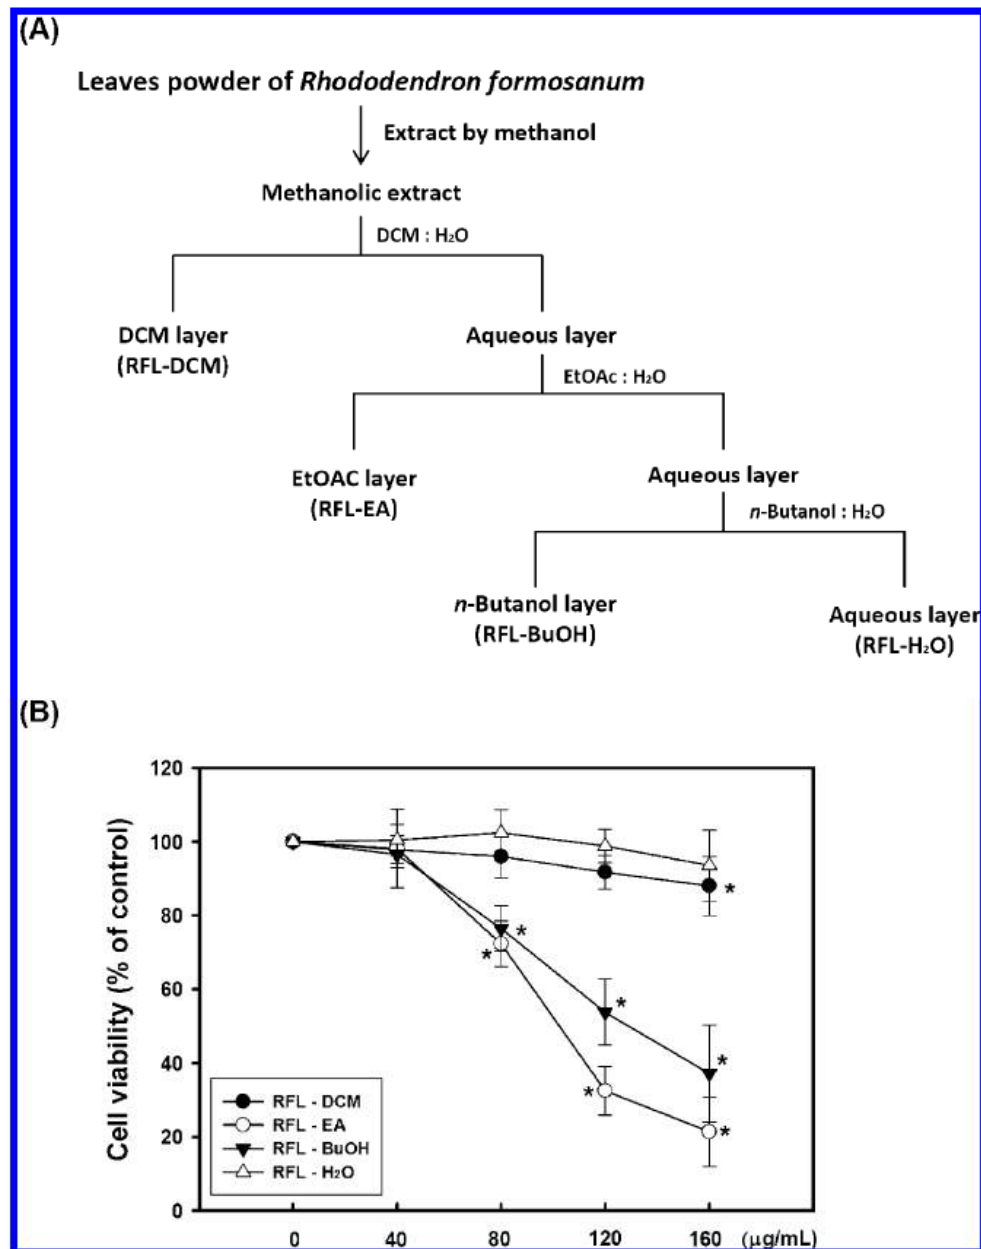 (A)
Leaves powder of Rhododendron formosanum
Extract by methanol
Methanolic extract
DCM : H₂O
DCM layer
(RFL-DCM)
Aqueous layer
EtOAc : H₂O
EtOAC layer
(RFL-EA)
Aqueous layer
n-Butanol : H₂O
n-Butanol layer
(RFL-BuOH)
Aqueous layer
(RFL-H₂O)
(B)
Cell viability (% of control)
120
100
80
60
40
20
0
*
*
*
*
*
*
*
RFL - DCM
RFL - EA
RFL - BuOH
RFL - H₂O
0 40 80 120 160 (μg/mL)